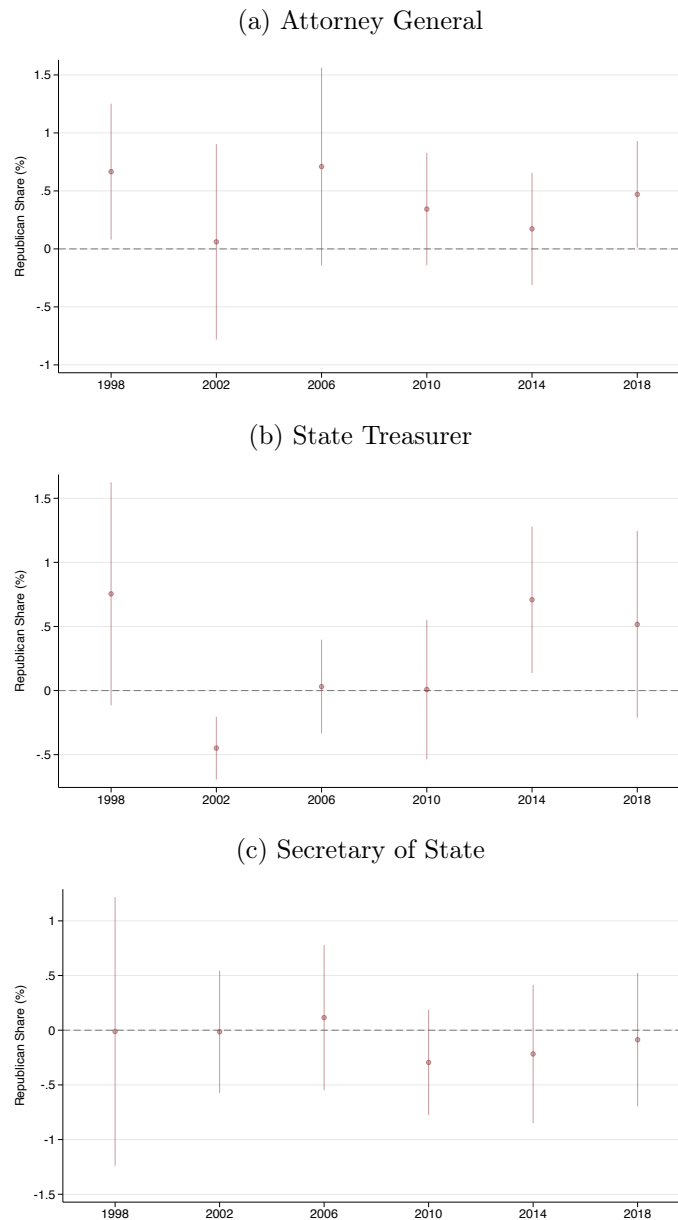 (a) Attorney General
Republican Share (%)
1.5
1
.5
0
-.5
-1
1998 2002 2006 2010 2014 2018
(b) State Treasurer
Republican Share (%)
1.5
1
.5
0
-.5
1998 2002 2006 2010 2014 2018
(c) Secretary of State
Republican Share (%)
1
.5
0
-.5
-1
-1.5
1998 2002 2006 2010 2014 2018